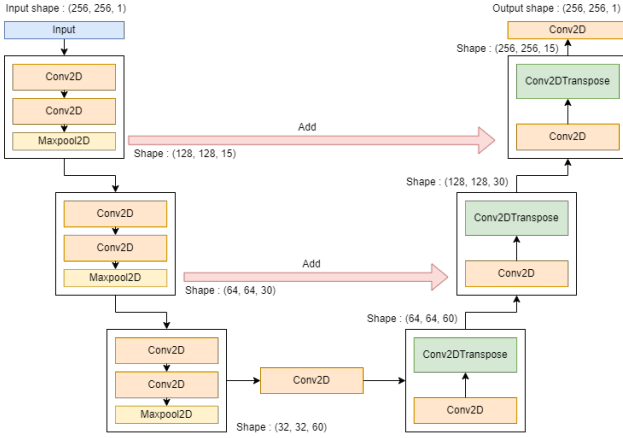 Input shape : (256, 256, 1)
Output shape : (256, 256, 1)
Input
Conv2D
Shape : (256, 256, 15)
Conv2D
Conv2D
Maxpool2D
Conv2DTranspose
Conv2D
Add
Shape : (128, 128, 15)
Shape : (128, 128, 30)
Conv2D
Conv2D
Maxpool2D
Conv2DTranspose
Conv2D
Add
Shape : (64, 64, 30)
Shape : (64, 64, 60)
Conv2D
Conv2D
Maxpool2D
Conv2D
Conv2DTranspose
Conv2D
Shape : (32, 32, 60)